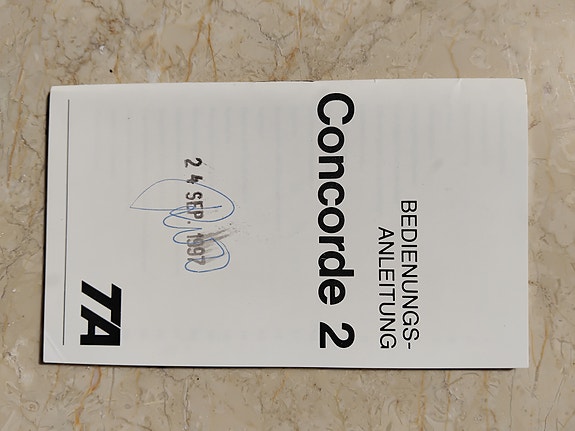 BEDIENUNGS-
ANLEITUNG
Concorde 2
24 SEP. 1997
TA